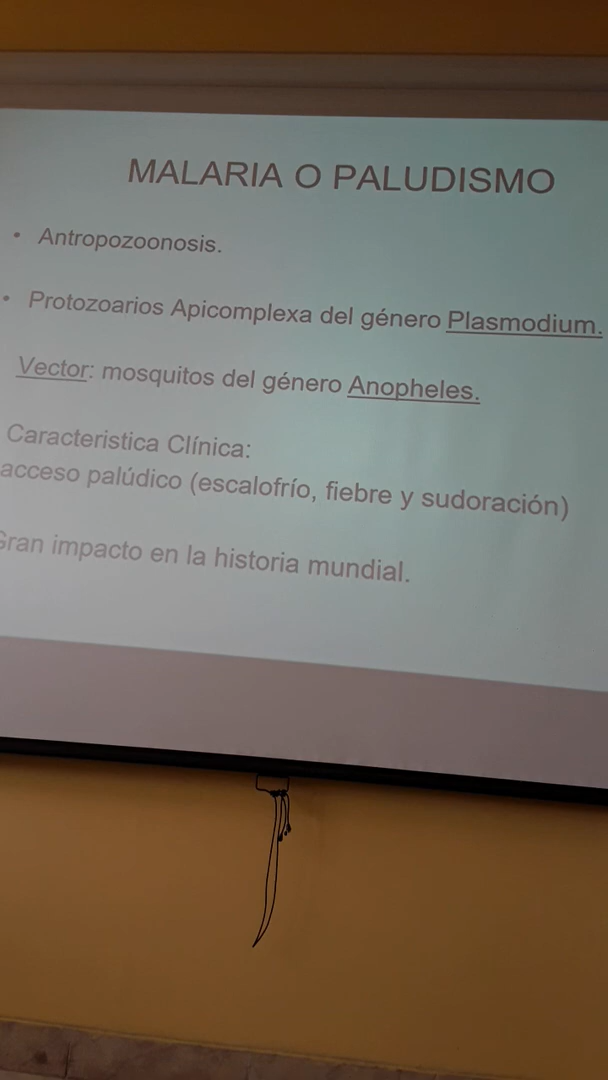 MALARIA O PALUDISMO
• Antropozoonosis.
• Protozoarios Apicomplexa del género Plasmodium.
Vector: mosquitos del género Anopheles.
Caracteristica Clínica:
acceso palúdico (escalofrío, fiebre y sudoración)
Gran impacto en la historia mundial.